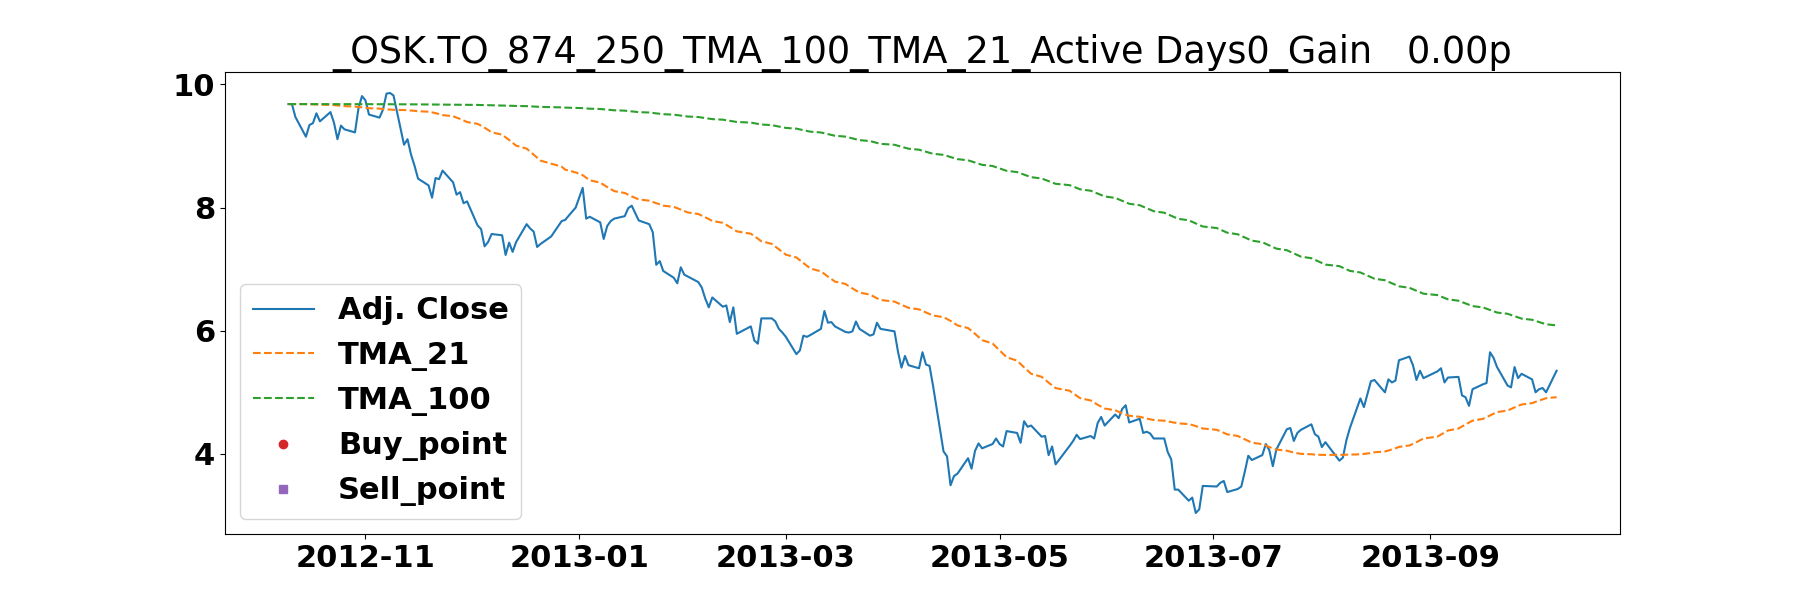 _OSK.TO_874_250_TMA_100_TMA_21_Active Days0_Gain   0.00p
10
8
6
4
Adj. Close
TMA_21
TMA_100
Buy_point
Sell_point
2012-11 2013-01 2013-03 2013-05 2013-07 2013-09